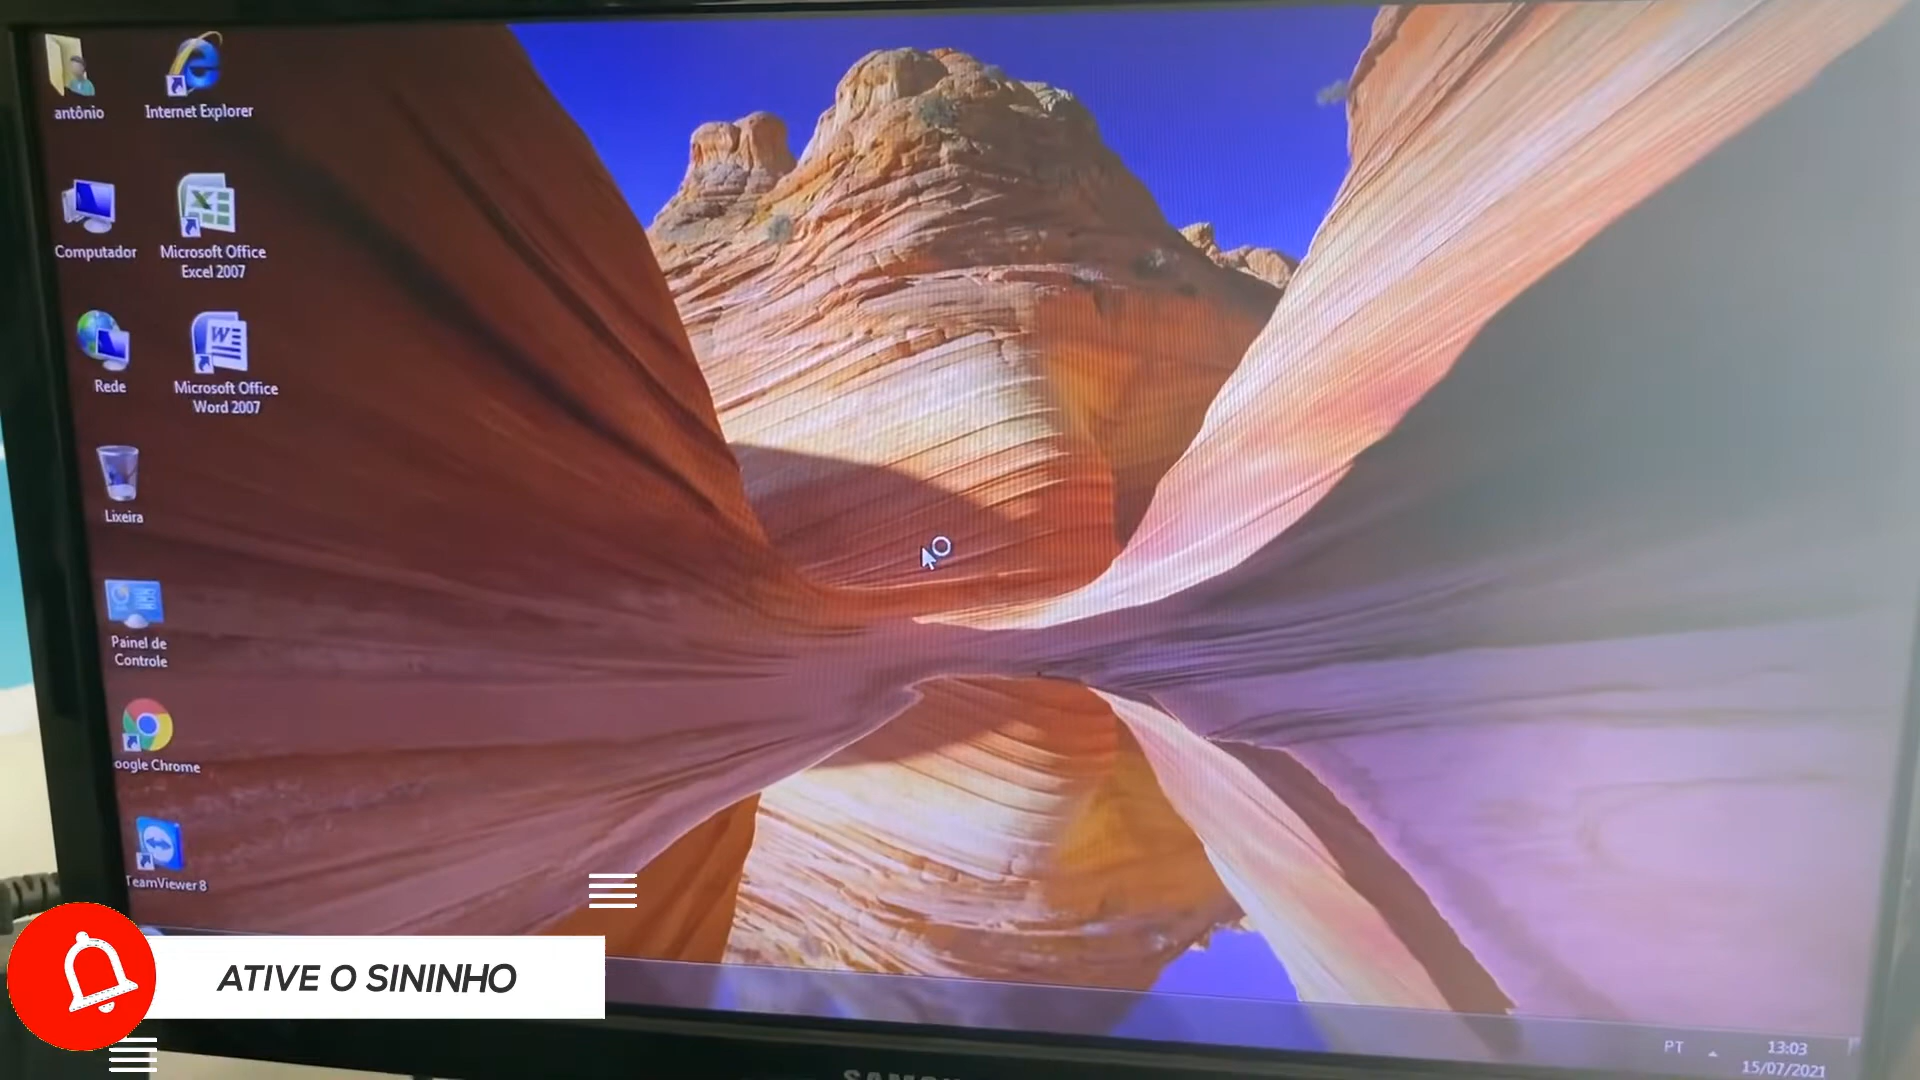 antônio
Internet Explorer
Computador
Microsoft Office
Excel 2007
Rede
Microsoft Office
Word 2007
Lixeira
Painel de
Controle
oogle Chrome
TeamViewer 8
ATIVE O SININHO
PT
13:03
15/07/2021